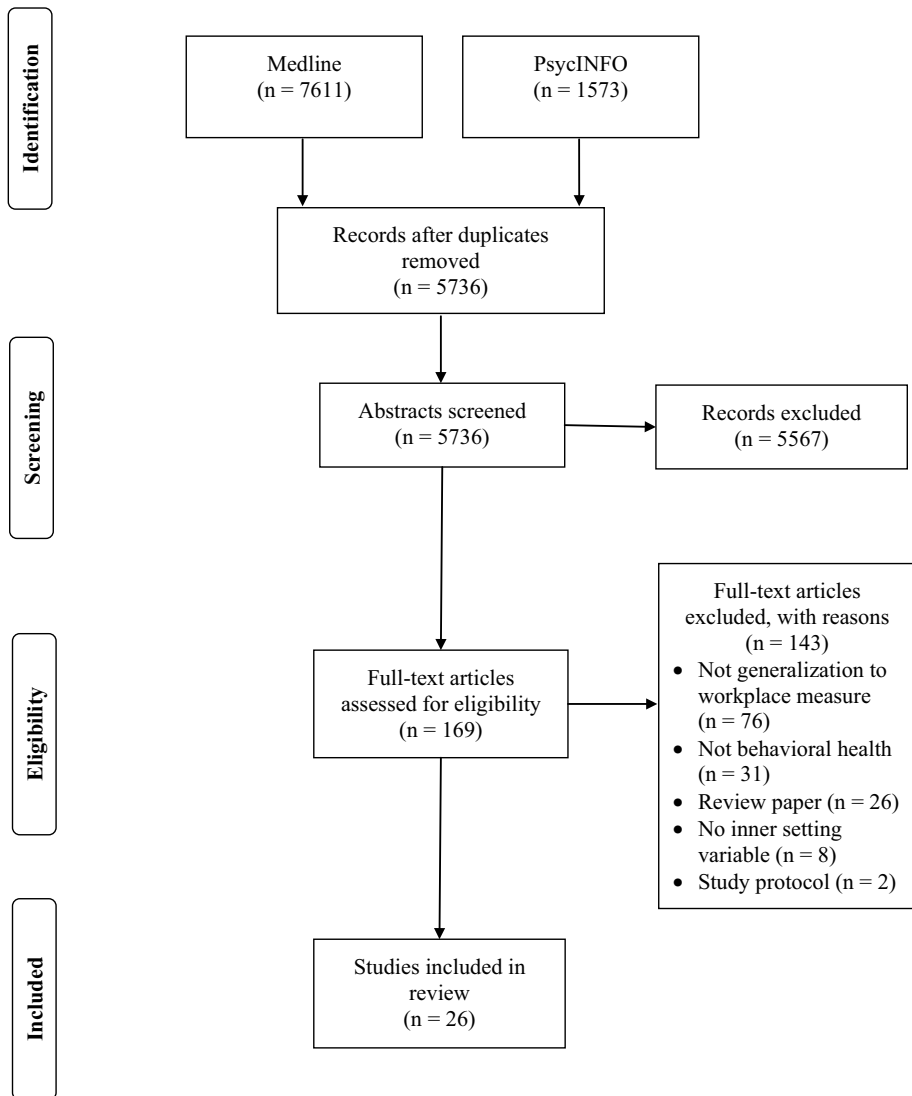 Identification
Medline
(n = 7611)
PsycINFO
(n = 1573)
Records after duplicates
removed
(n = 5736)
Screening
Abstracts screened
(n = 5736)
Records excluded
(n = 5567)
Eligibility
Full-text articles
assessed for eligibility
(n = 169)
Full-text articles
excluded, with reasons
(n = 143)
• Not generalization to
workplace measure
(n = 76)
• Not behavioral health
(n = 31)
• Review paper (n = 26)
• No inner setting
variable (n = 8)
• Study protocol (n = 2)
Included
Studies included in
review
(n = 26)